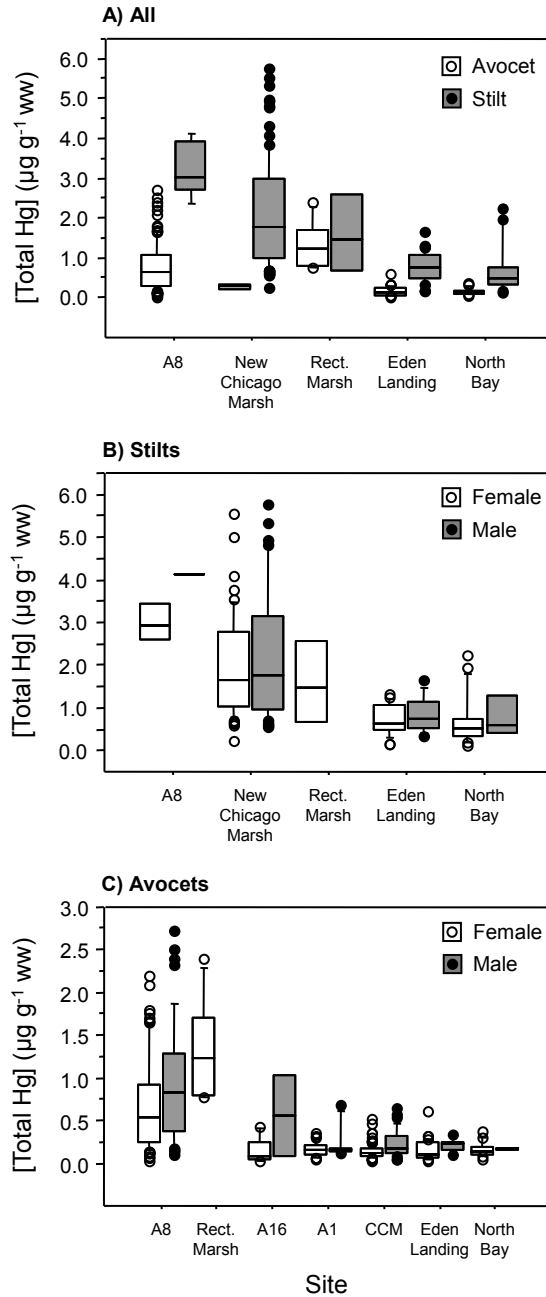 A) All
[Total Hg] (µg g⁻¹ ww)
6.0
5.0
4.0
3.0
2.0
1.0
0.0
Avocet
Stilt
A8
New
Chicago
Marsh
Rect.
Marsh
Eden
Landing
North
Bay
B) Stilts
[Total Hg] (µg g⁻¹ ww)
6.0
5.0
4.0
3.0
2.0
1.0
0.0
Female
Male
A8
New
Chicago
Marsh
Rect.
Marsh
Eden
Landing
North
Bay
C) Avocets
[Total Hg] (µg g⁻¹ ww)
3.0
2.5
2.0
1.5
1.0
0.5
0.0
Female
Male
A8
Rect.
Marsh
A16
A1
CCM
Eden
Landing
North
Bay
Site